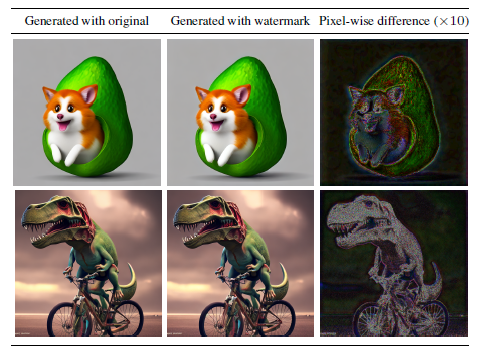 Generated with original Generated with watermark Pixel-wise difference (×10)